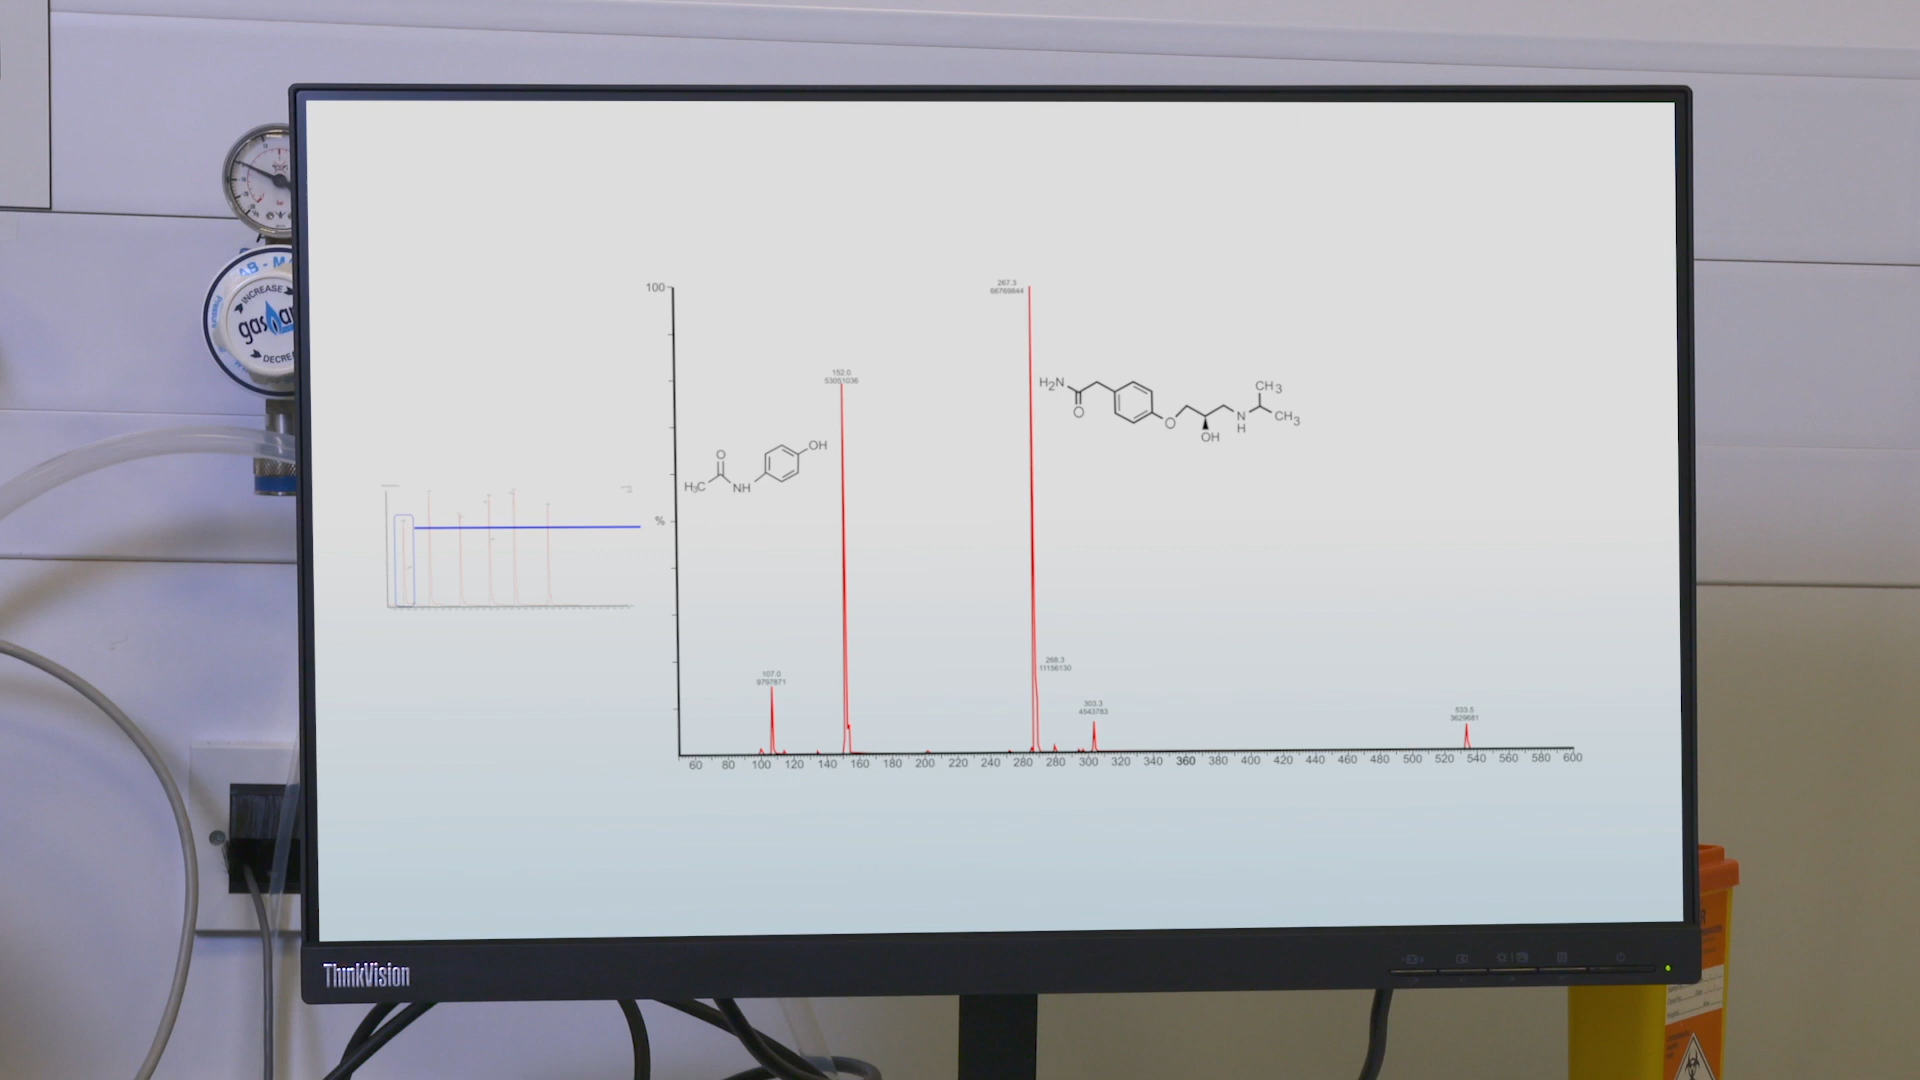 AB - M
INCREASE
gas
DECRE
100
%
267.3
66769844
152.0
53051036
H₂N
O
O
OH
N
H
CH₃
CH₃
O
H₃C
NH
OH
268.3
11156130
107.0
9797871
303.3
4543783
533.5
3629681
60 80 100 120 140 160 180 200 220 240 260 280 280 300 320 340 360 380 400 420 440 460 480 500 520 540 560 580 600
ThinkVision